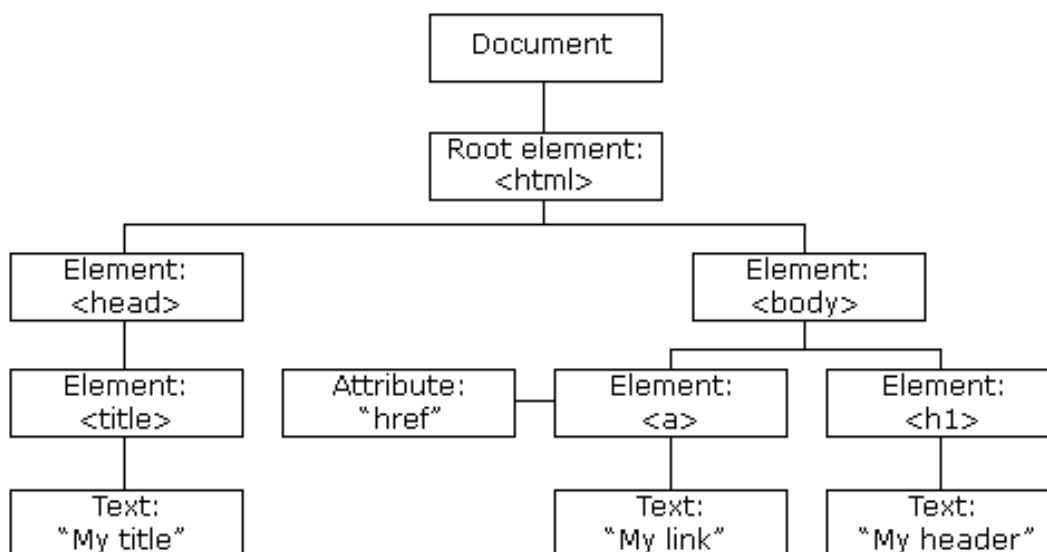 Document
Root element:
<html>
Element:
<head>
Element:
<body>
Element:
<title>
Attribute:
“href”
Element:
<a>
Element:
<h1>
Text:
“My title”
Text:
“My link”
Text:
“My header”